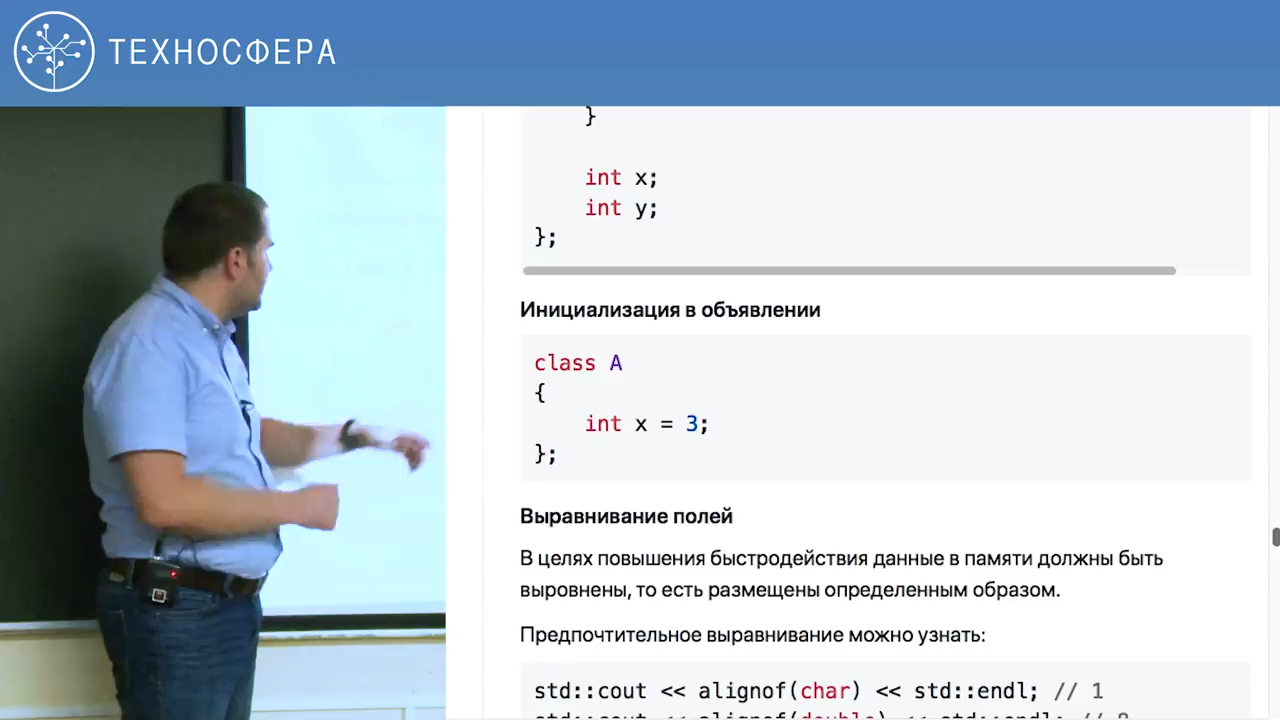 ТЕХНОСФЕРА
}
int x;
int y;
};
Инициализация в объявлении
class A
{
int x = 3;
};
Выравнивание полей
В целях повышения быстродействия данные в памяти должны быть
выровнены, то есть размещены определенным образом.
Предпочтительное выравнивание можно узнать:
std::cout << alignof(char) << std::endl; // 1